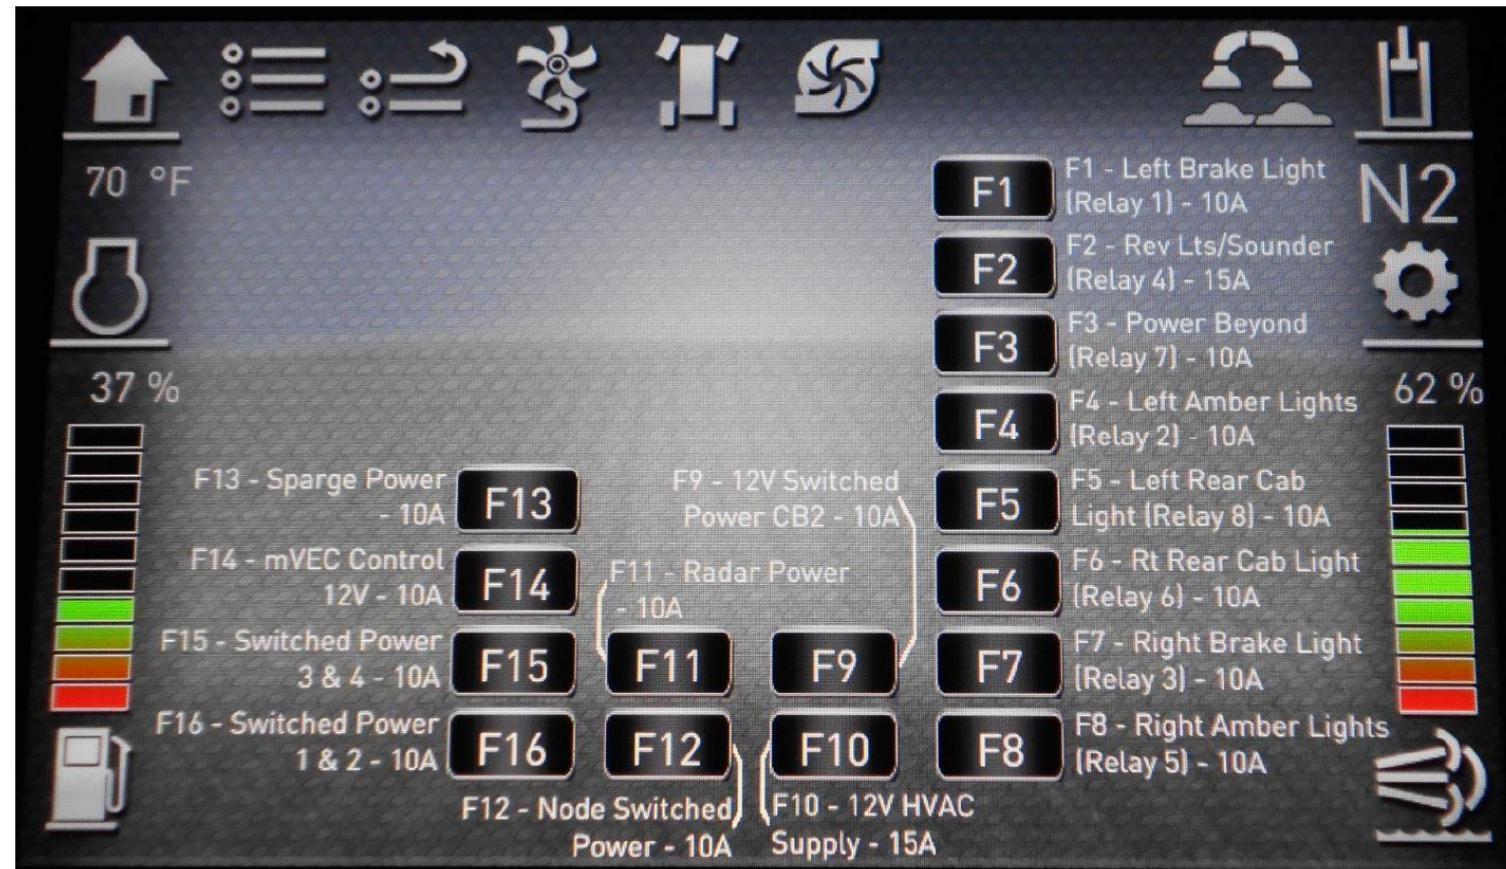 70 °F
N2
37 %
62 %
F1
F1 - Left Brake Light
(Relay 1) - 10A
F2
F2 - Rev Lts/Sounder
(Relay 4) - 15A
F3
F3 - Power Beyond
(Relay 7) - 10A
F4
F4 - Left Amber Lights
(Relay 2) - 10A
F5
F5 - Left Rear Cab
Light (Relay 8) - 10A
F6
F6 - Rt Rear Cab Light
(Relay 6) - 10A
F7
F7 - Right Brake Light
(Relay 3) - 10A
F8
F8 - Right Amber Lights
(Relay 5) - 10A
F9 - 12V Switched
Power CB2 - 10A
F9
F10
F10 - 12V HVAC
Supply - 15A
F11 - Radar Power
- 10A
F11
F12
F12 - Node Switched
Power - 10A
F13 - Sparge Power
- 10A
F13
F14 - mVEC Control
12V - 10A
F14
F15 - Switched Power
3 & 4 - 10A
F15
F16 - Switched Power
1 & 2 - 10A
F16